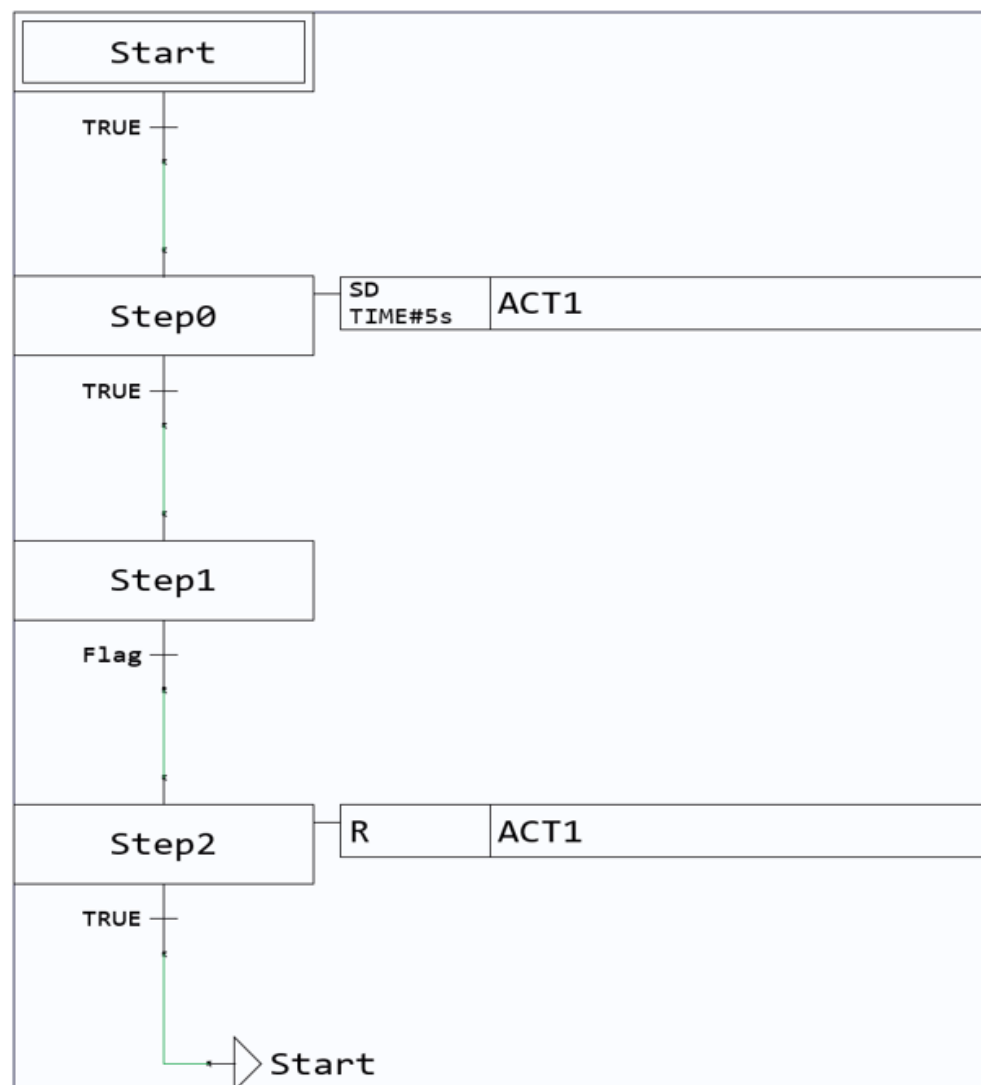 Start
TRUE
Step0
SD
TIME#5s
ACT1
TRUE
Step1
Flag
Step2
R
ACT1
TRUE
Start